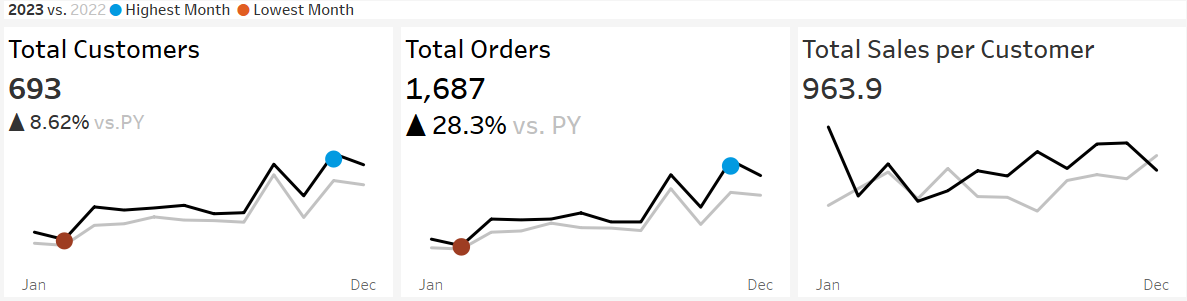 2023 vs. 2022 Highest Month Lowest Month
Total Customers
693
▲ 8.62% vs.PY
Jan Dec
Total Orders
1,687
▲ 28.3% vs. PY
Jan Dec
Total Sales per Customer
963.9
Jan Dec